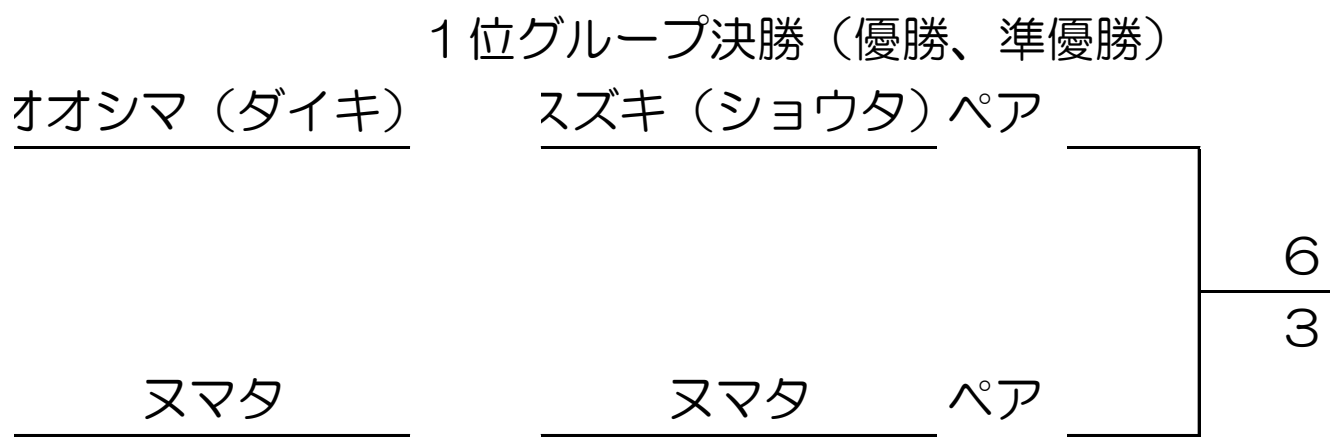 １位グループ決勝（優勝、準優勝）
オオシマ（ダイキ） スズキ（ショウタ） ペア
６
３
ヌマタ ヌマタ ペア